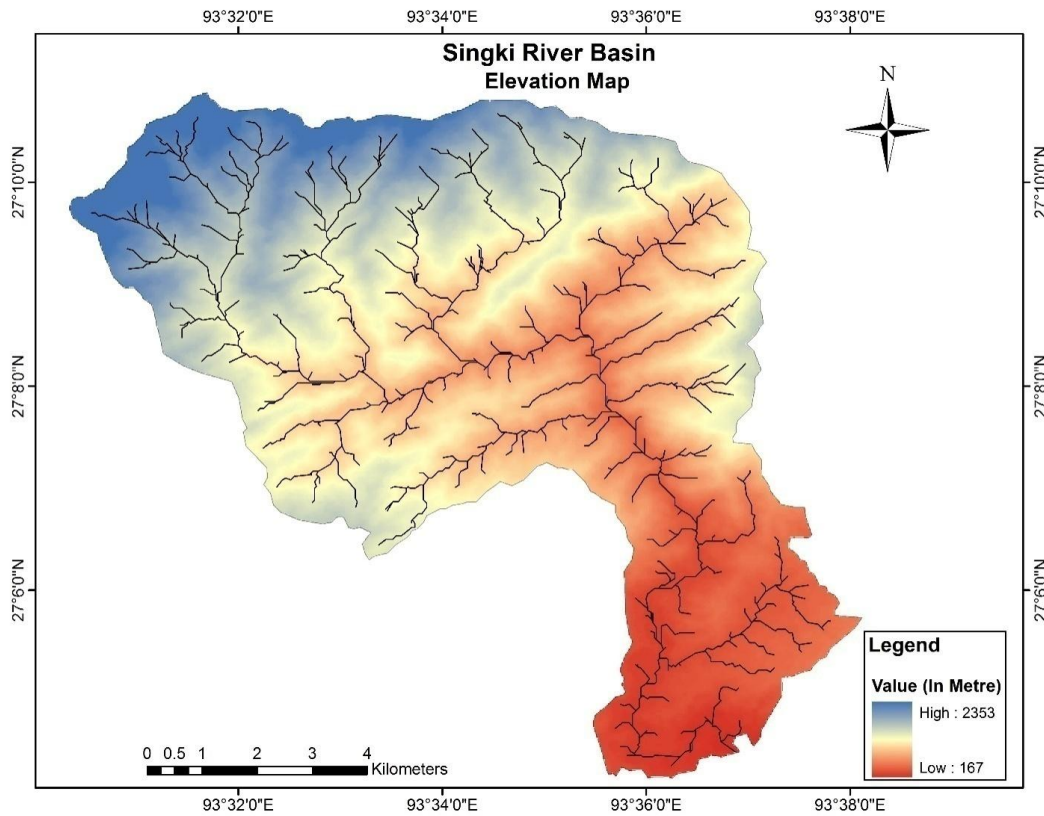 93°32'0"E 93°34'0"E 93°36'0"E 93°38'0"E
Singki River Basin
Elevation Map
N
27°10'0"N
27°10'0"N
27°8'0"N
27°8'0"N
27°6'0"N
27°6'0"N
Legend
Value (In Metre)
High : 2353
Low : 167
0 0.5 1 2 3 4
Kilometers
93°32'0"E 93°34'0"E 93°36'0"E 93°38'0"E